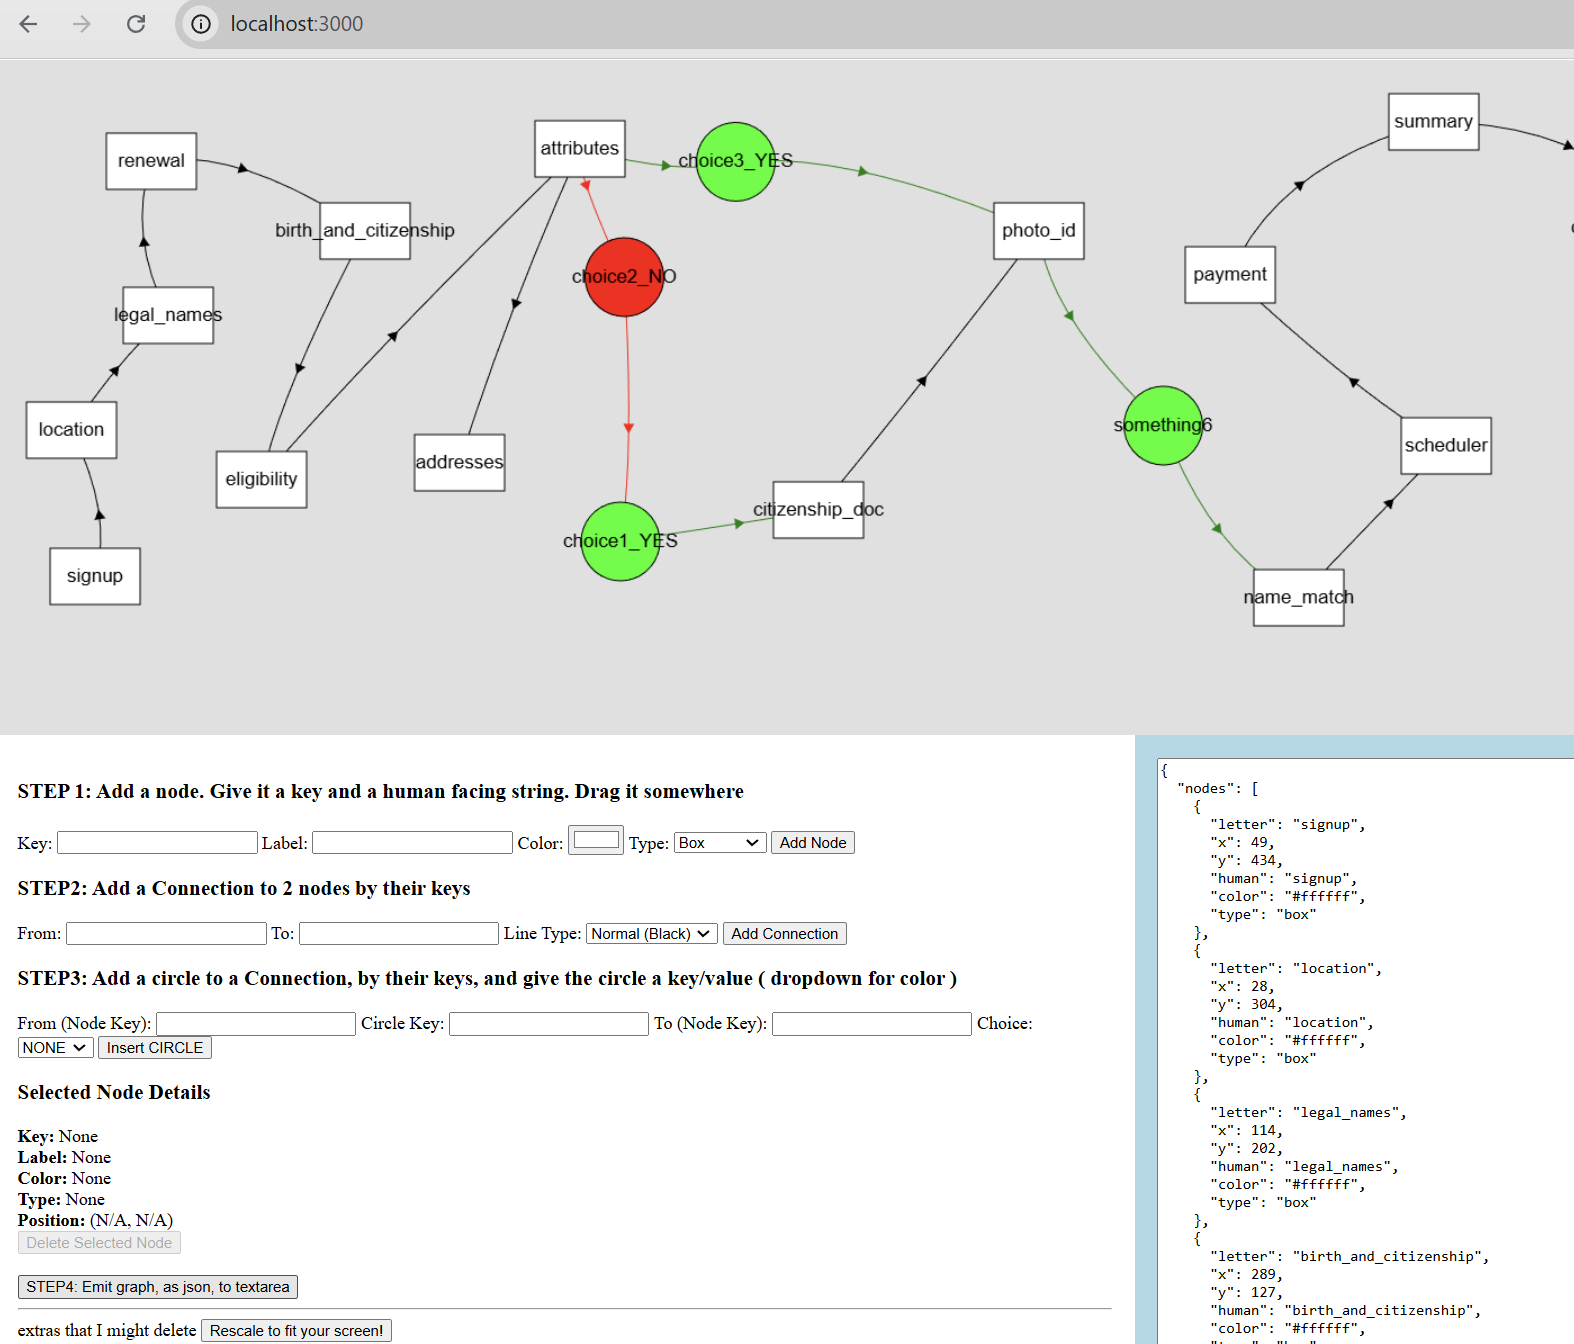 localhost:3000
summary
attributes
choice3_YES
renewal
birth_and_citizenship
photo_id
choice2_NO
payment
legal_names
something6
location
scheduler
addresses
eligibility
citizenship_doc
choice1_YES
signup
name_match
STEP 1: Add a node. Give it a key and a human facing string. Drag it somewhere
Key: Label: Color: Type: Box Add Node
STEP2: Add a Connection to 2 nodes by their keys
From: To: Line Type: Normal (Black) Add Connection
STEP3: Add a circle to a Connection, by their keys, and give the circle a key/value ( dropdown for color )
From (Node Key): Circle Key: To (Node Key): Choice:
NONE Insert CIRCLE
Selected Node Details
Key: None
Label: None
Color: None
Type: None
Position: (N/A, N/A)
Delete Selected Node
STEP4: Emit graph, as json, to textarea
extras that I might delete Rescale to fit your screen!
{
"nodes": [
{
"letter": "signup",
"x": 49,
"y": 434,
"human": "signup",
"color": "#ffffff",
"type": "box"
},
{
"letter": "location",
"x": 28,
"y": 304,
"human": "location",
"color": "#ffffff",
"type": "box"
},
{
"letter": "legal_names",
"x": 114,
"y": 202,
"human": "legal_names",
"color": "#ffffff",
"type": "box"
},
{
"letter": "birth_and_citizenship",
"x": 289,
"y": 127,
"human": "birth_and_citizenship",
"color": "#ffffff",